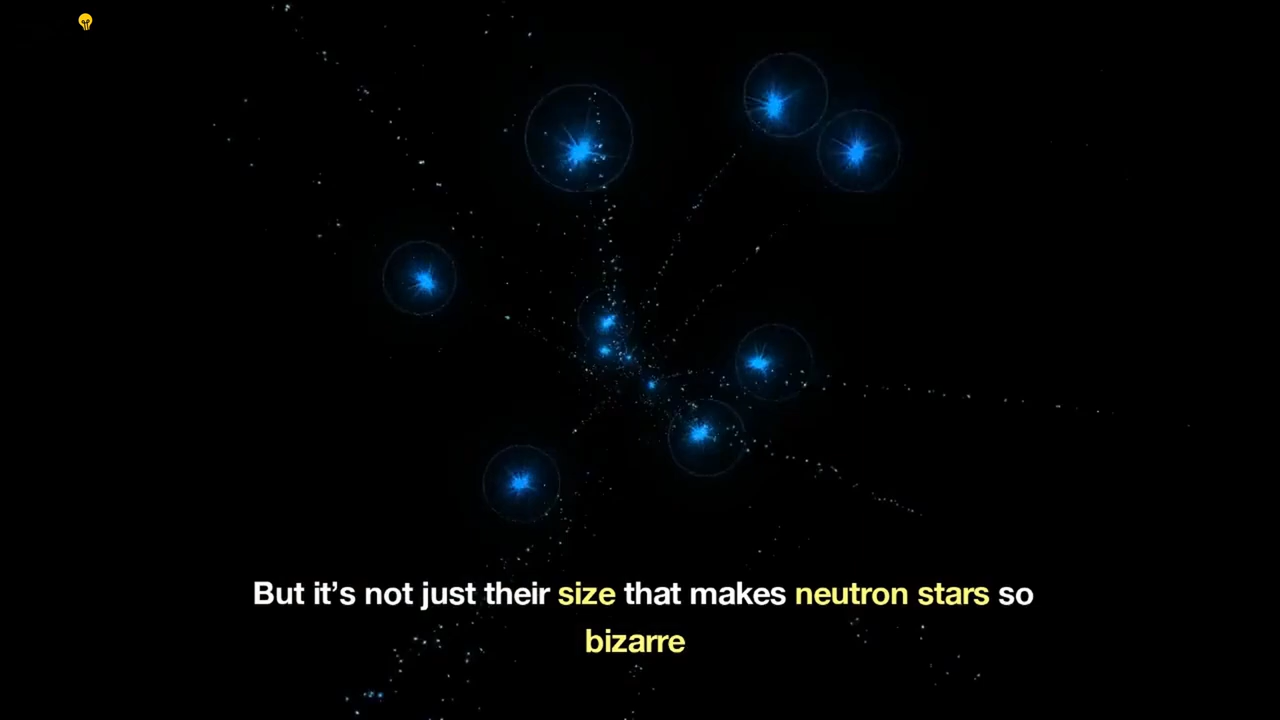 But it’s not just their size that makes neutron stars so
bizarre